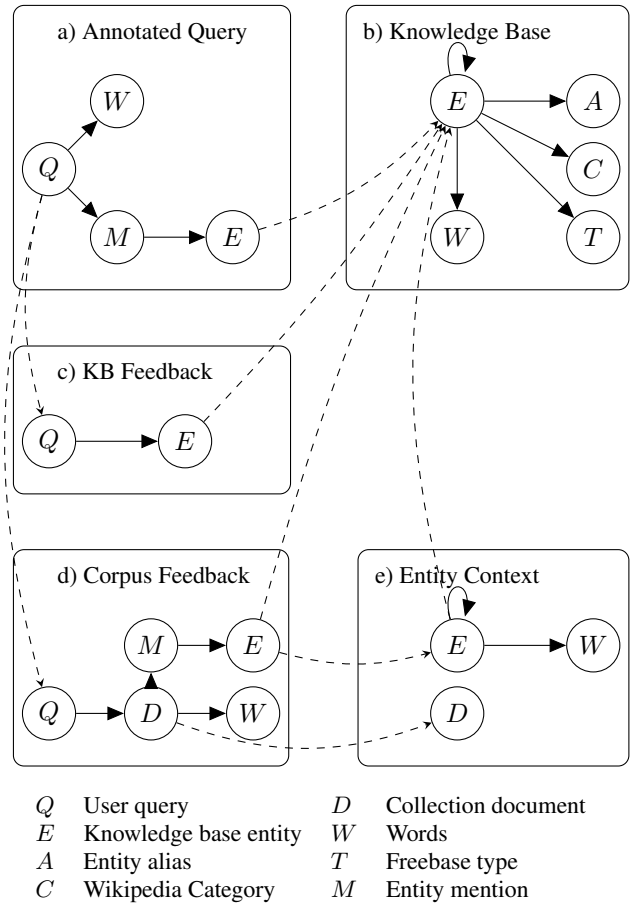 a) Annotated Query
W
Q
M
E
b) Knowledge Base
E
A
C
W
T
c) KB Feedback
Q
E
d) Corpus Feedback
M
E
Q
D
W
e) Entity Context
E
W
D
Q User query D Collection document
E Knowledge base entity W Words
A Entity alias T Freebase type
C Wikipedia Category M Entity mention